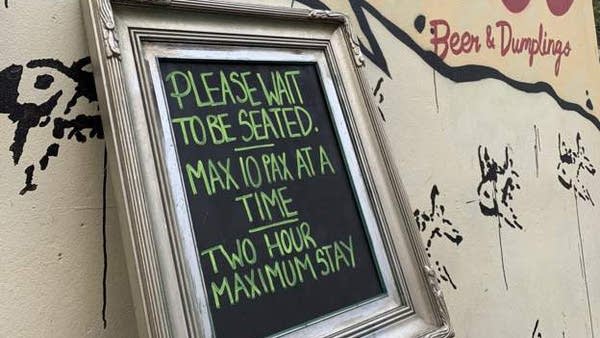 Beer & Dumplings
PLEASE WAIT
TO BE SEATED.
MAX 10 PAX AT A
TIME
TWO HOUR
MAXIMUM STAY